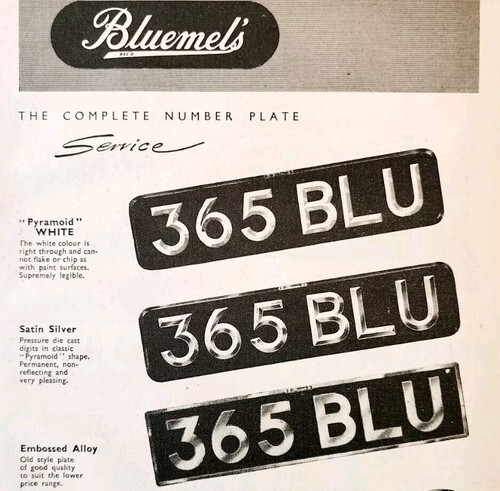 Bluemel's
REGD
THE COMPLETE NUMBER PLATE
Service
365 BLU
"Pyramoid"
WHITE
The white colour is
right through and can-
not flake or chip as
with paint surfaces.
Supremely legible.
365 BLU
Satin Silver
Pressure die cast
digits in classic
"Pyramoid" shape.
Permanent, non-
reflecting and
very pleasing.
365 BLU
Embossed Alloy
Old style plate
of good quality
to suit the lower
price range.